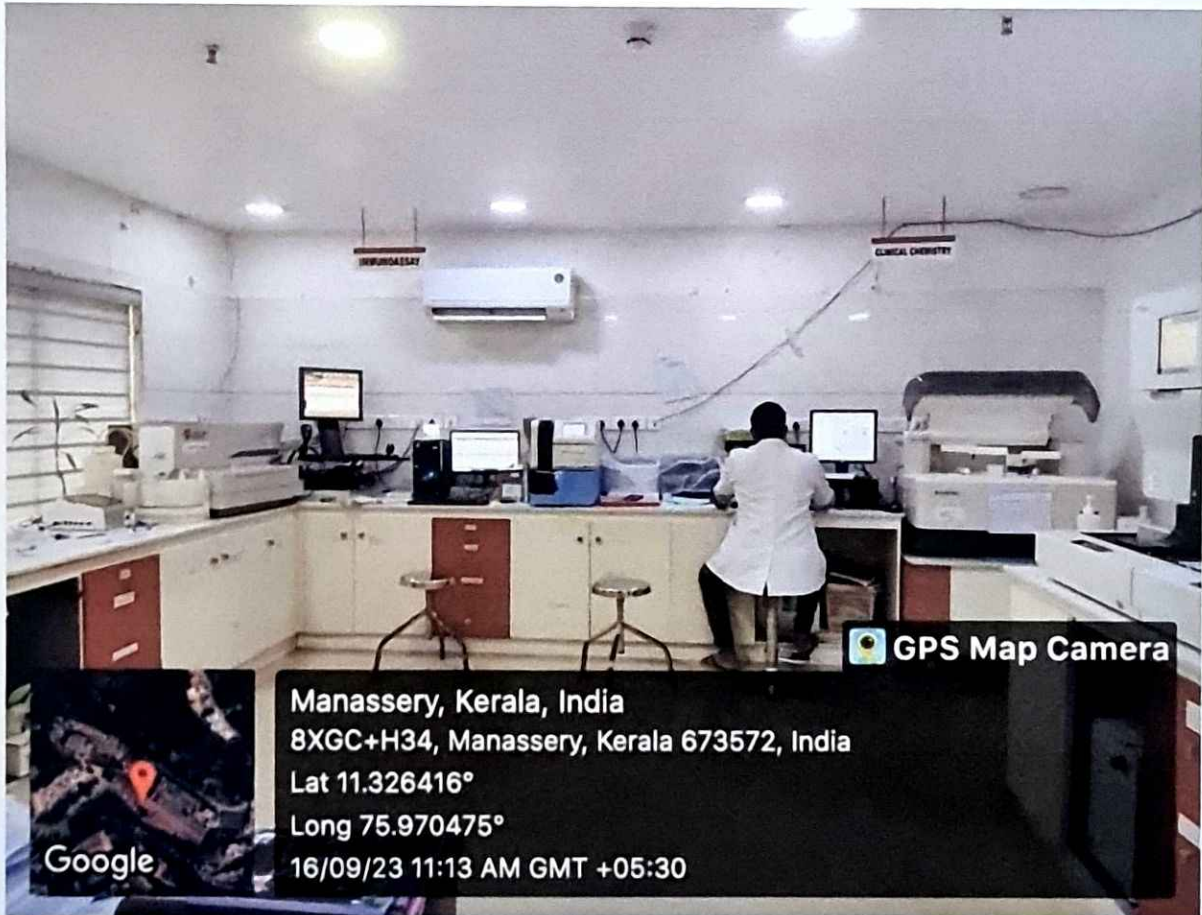 IMMUNOASSAY
CLINICAL CHEMISTRY
GPS Map Camera
Manassery, Kerala, India
8XGC+H34, Manassery, Kerala 673572, India
Lat 11.326416°
Long 75.970475°
16/09/23 11:13 AM GMT +05:30
Google